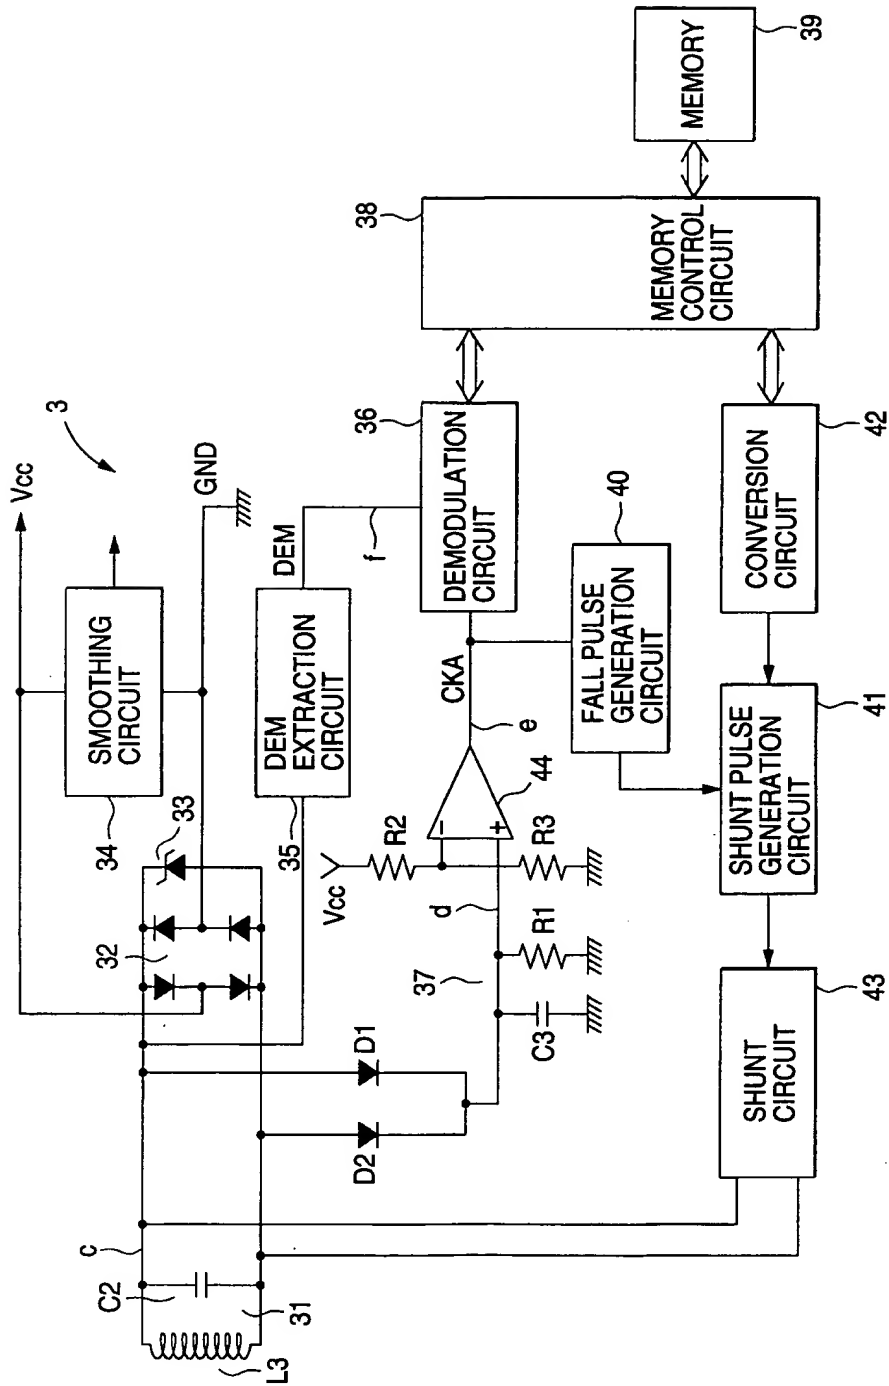 3
Vcc
SMOOTHING
CIRCUIT
34
GND
33
32
DEM
EXTRACTION
CIRCUIT
35
DEM
f
C2
31
L3
c
D1
D2
37
C3
R1
d
Vcc
R2
R3
-
+
44
e
CKA
DEMODULATION
CIRCUIT
36
FALL PULSE
GENERATION
CIRCUIT
40
MEMORY
CONTROL
CIRCUIT
38
MEMORY
39
SHUNT
CIRCUIT
43
SHUNT PULSE
GENERATION
CIRCUIT
41
CONVERSION
CIRCUIT
42